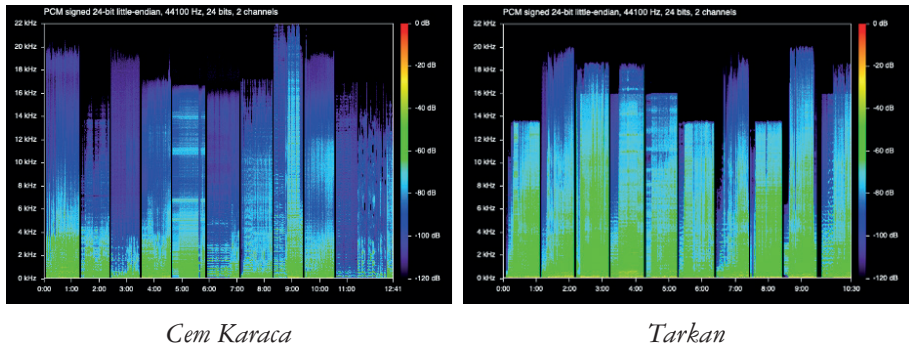 PCM signed 24-bit little-endian, 44100 Hz, 24 bits, 2 channels
22 kHz
20 kHz
18 kHz
16 kHz
14 kHz
12 kHz
10 kHz
8 kHz
6 kHz
4 kHz
2 kHz
0 kHz
0:00 1:00 2:00 3:00 4:00 5:00 6:00 7:00 8:00 9:00 10:00 11:00 12:41
0 dB
-20 dB
-40 dB
-60 dB
-80 dB
-100 dB
-120 dB
Cem Karaca
PCM signed 24-bit little-endian, 44100 Hz, 24 bits, 2 channels
22 kHz
20 kHz
18 kHz
16 kHz
14 kHz
12 kHz
10 kHz
8 kHz
6 kHz
4 kHz
2 kHz
0 kHz
0:00 1:00 2:00 3:00 4:00 5:00 6:00 7:00 8:00 9:00 10:30
0 dB
-20 dB
-40 dB
-60 dB
-80 dB
-100 dB
-120 dB
Tarkan